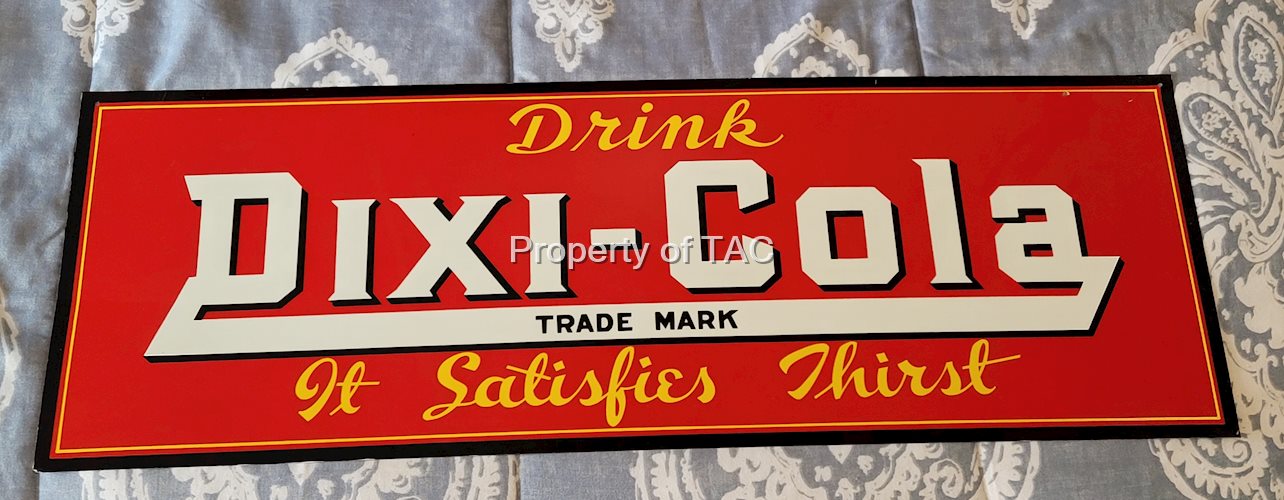 Drink
DIXI-Cola
Property of TAC
TRADE MARK
It Satisfies Thirst